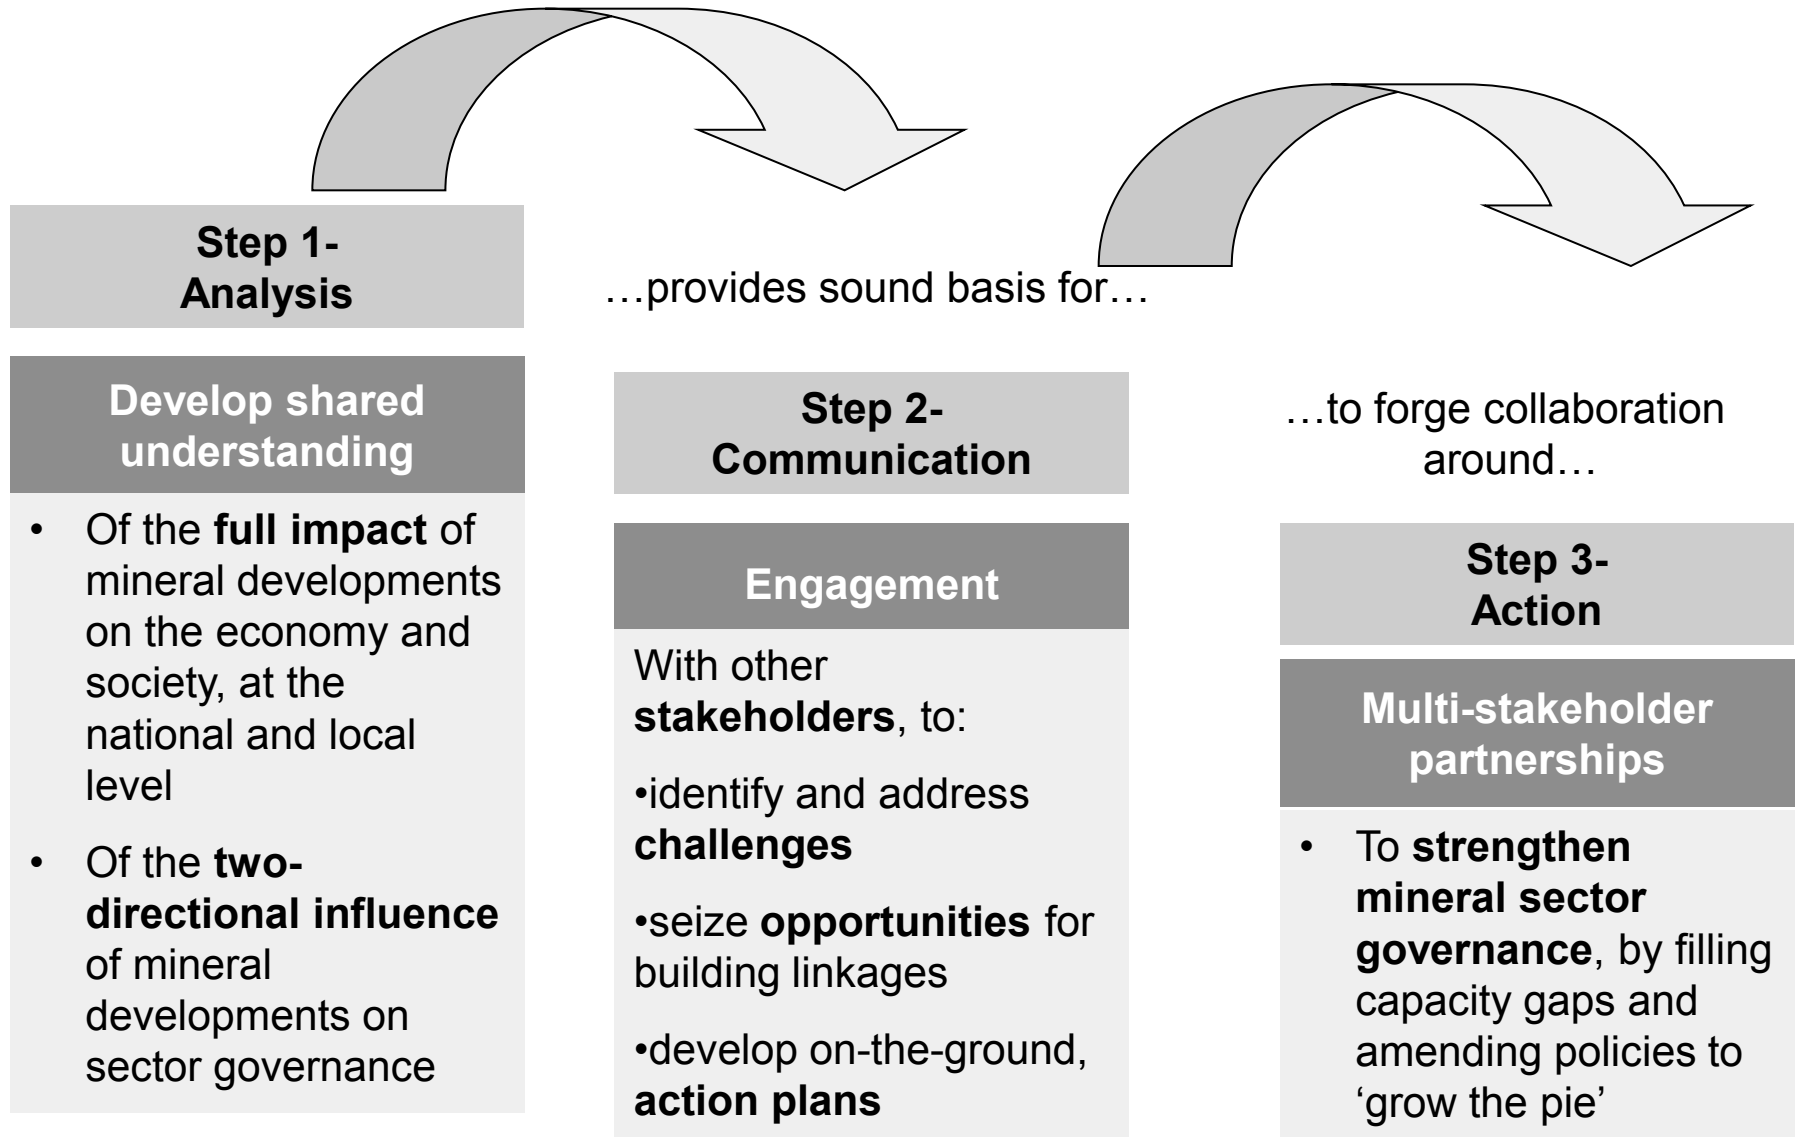 Step 1-
Analysis
Develop shared
understanding
• Of the full impact of
mineral developments
on the economy and
society, at the
national and local
level
• Of the two-
directional influence
of mineral
developments on
sector governance
…provides sound basis for…
Step 2-
Communication
Engagement
With other
stakeholders, to:
•identify and address
challenges
•seize opportunities for
building linkages
•develop on-the-ground,
action plans
…to forge collaboration
around…
Step 3-
Action
Multi-stakeholder
partnerships
• To strengthen
mineral sector
governance, by filling
capacity gaps and
amending policies to
‘grow the pie’